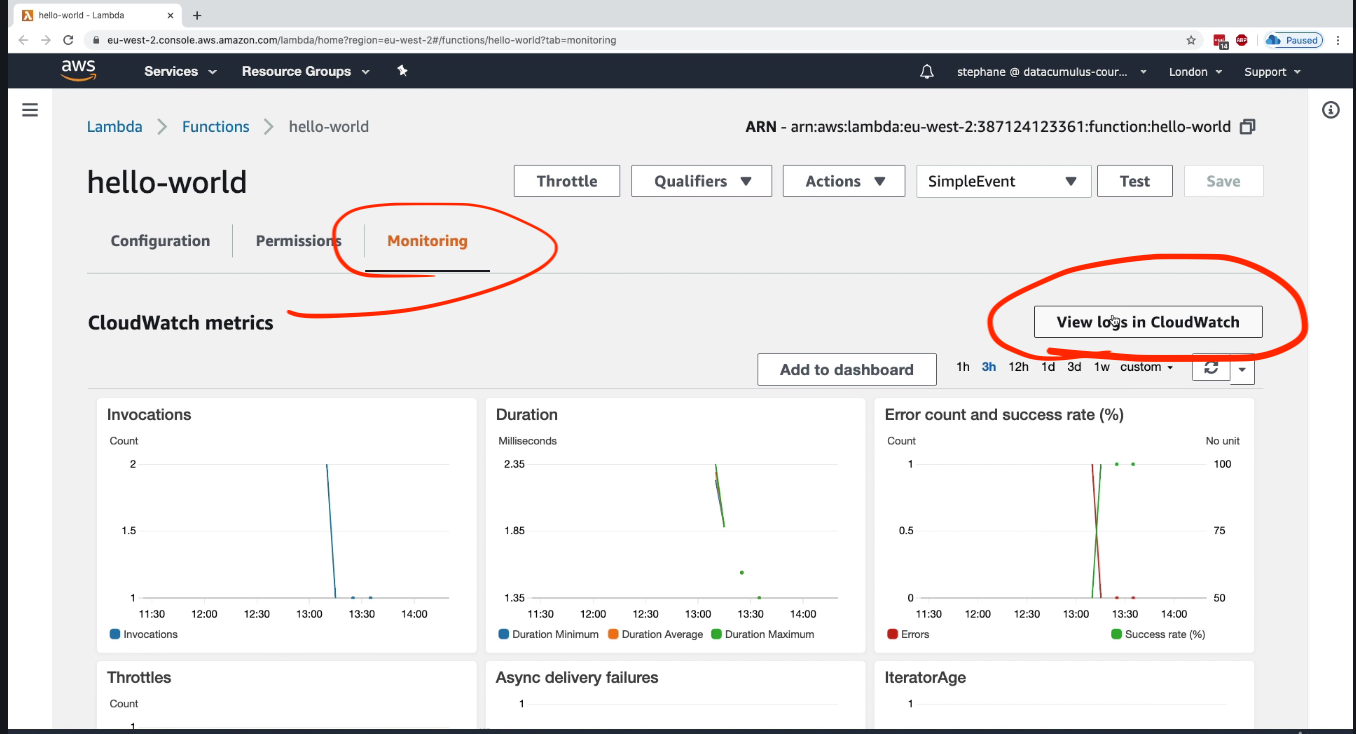 hello-world - Lambda
eu-west-2.console.aws.amazon.com/lambda/home?region=eu-west-2#/functions/hello-world?tab=monitoring
14
ABP
Paused
aws
Services
Resource Groups
stephane @ datacumulus-cour...
London
Support
Lambda
Functions
hello-world
ARN - arn:aws:lambda:eu-west-2:387124123361:function:hello-world
hello-world
Throttle
Qualifiers
Actions
SimpleEvent
Test
Save
Configuration
Permissions
Monitoring
CloudWatch metrics
View logs in CloudWatch
Add to dashboard
1h 3h 12h 1d 3d 1w custom
Invocations
Count
2
1.5
1
11:30 12:00 12:30 13:00 13:30 14:00
Invocations
Duration
Milliseconds
2.35
1.85
1.35
11:30 12:00 12:30 13:00 13:30 14:00
Duration Minimum Duration Average Duration Maximum
Error count and success rate (%)
Count No unit
1 100
0.5 75
0 50
11:30 12:00 12:30 13:00 13:30 14:00
Errors Success rate (%)
Throttles
Count
1
Async delivery failures
1
IteratorAge
1